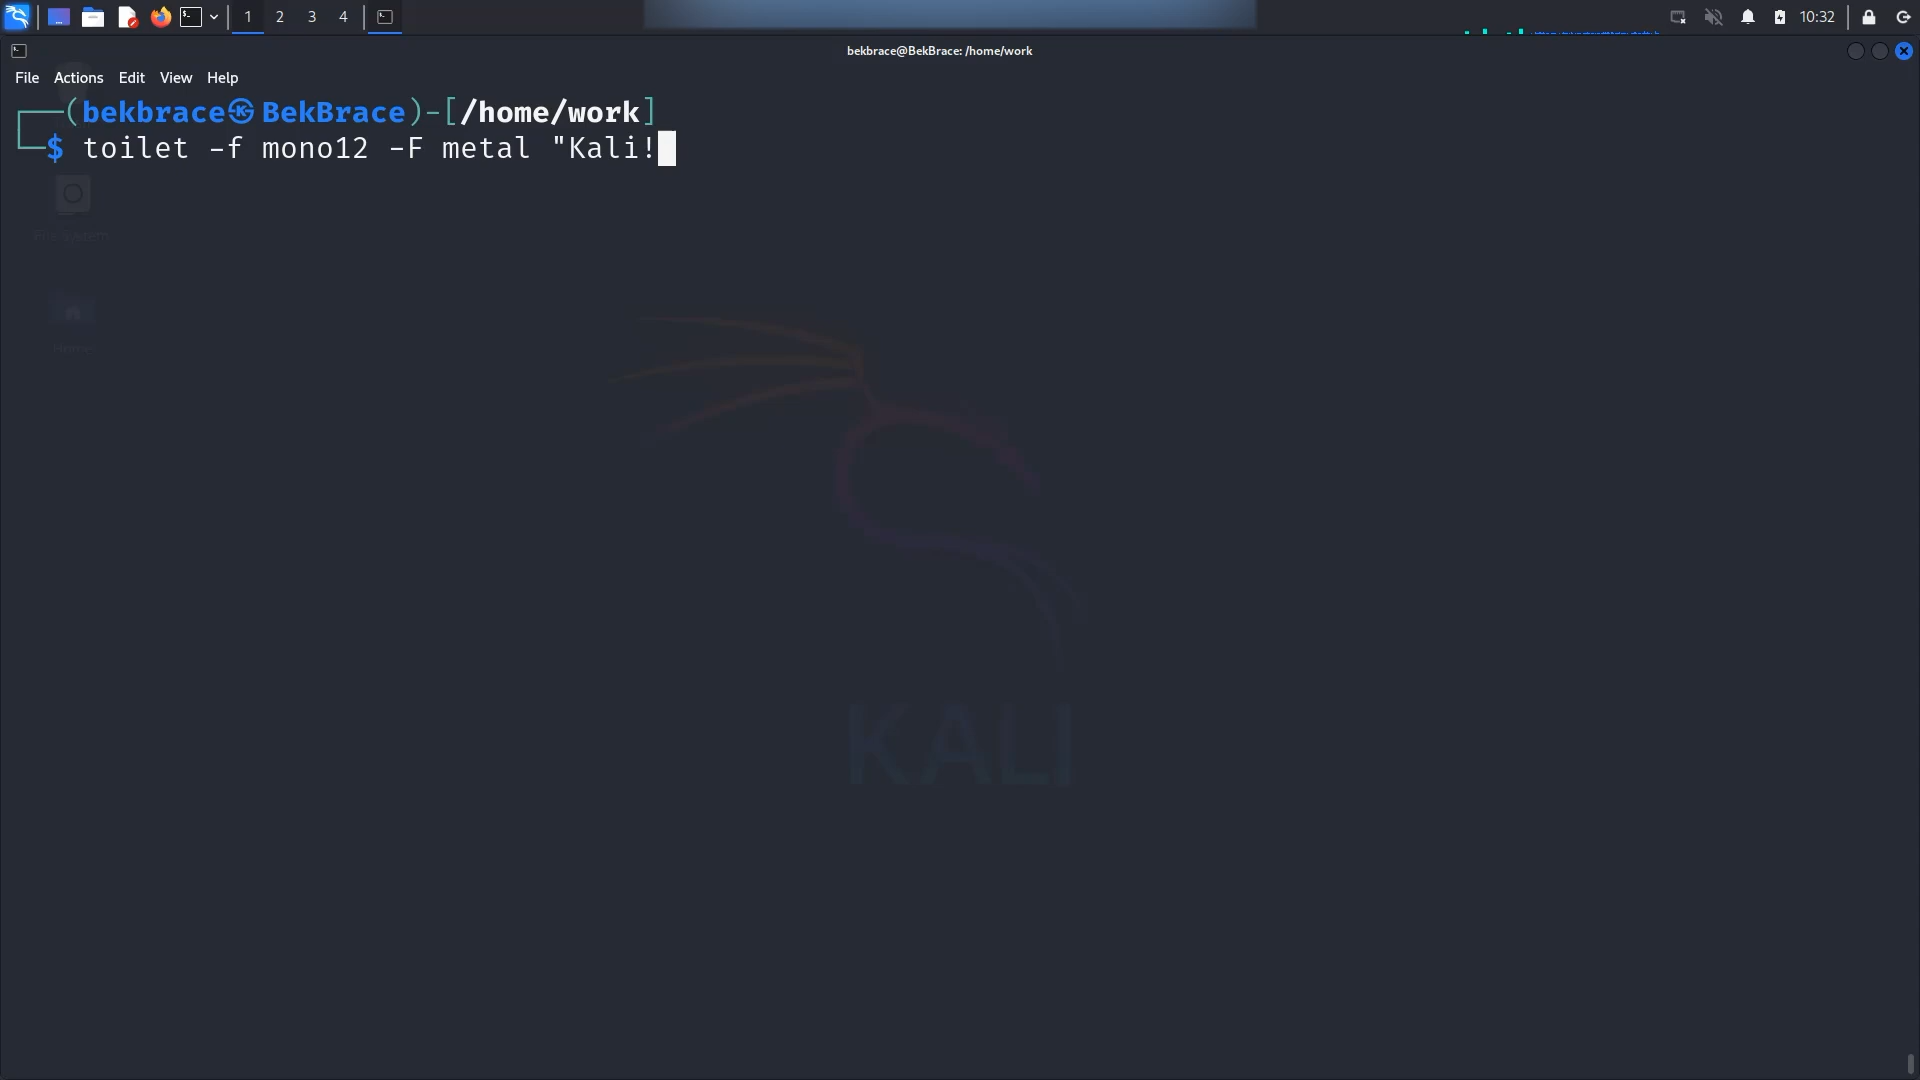 1 2 3 4
10:32
bekbrace@BekBrace: /home/work
File Actions Edit View Help
┌──(bekbrace㉿BekBrace)-[/home/work]
└─$ toilet -f mono12 -F metal "Kali!
File System
Home
KALI